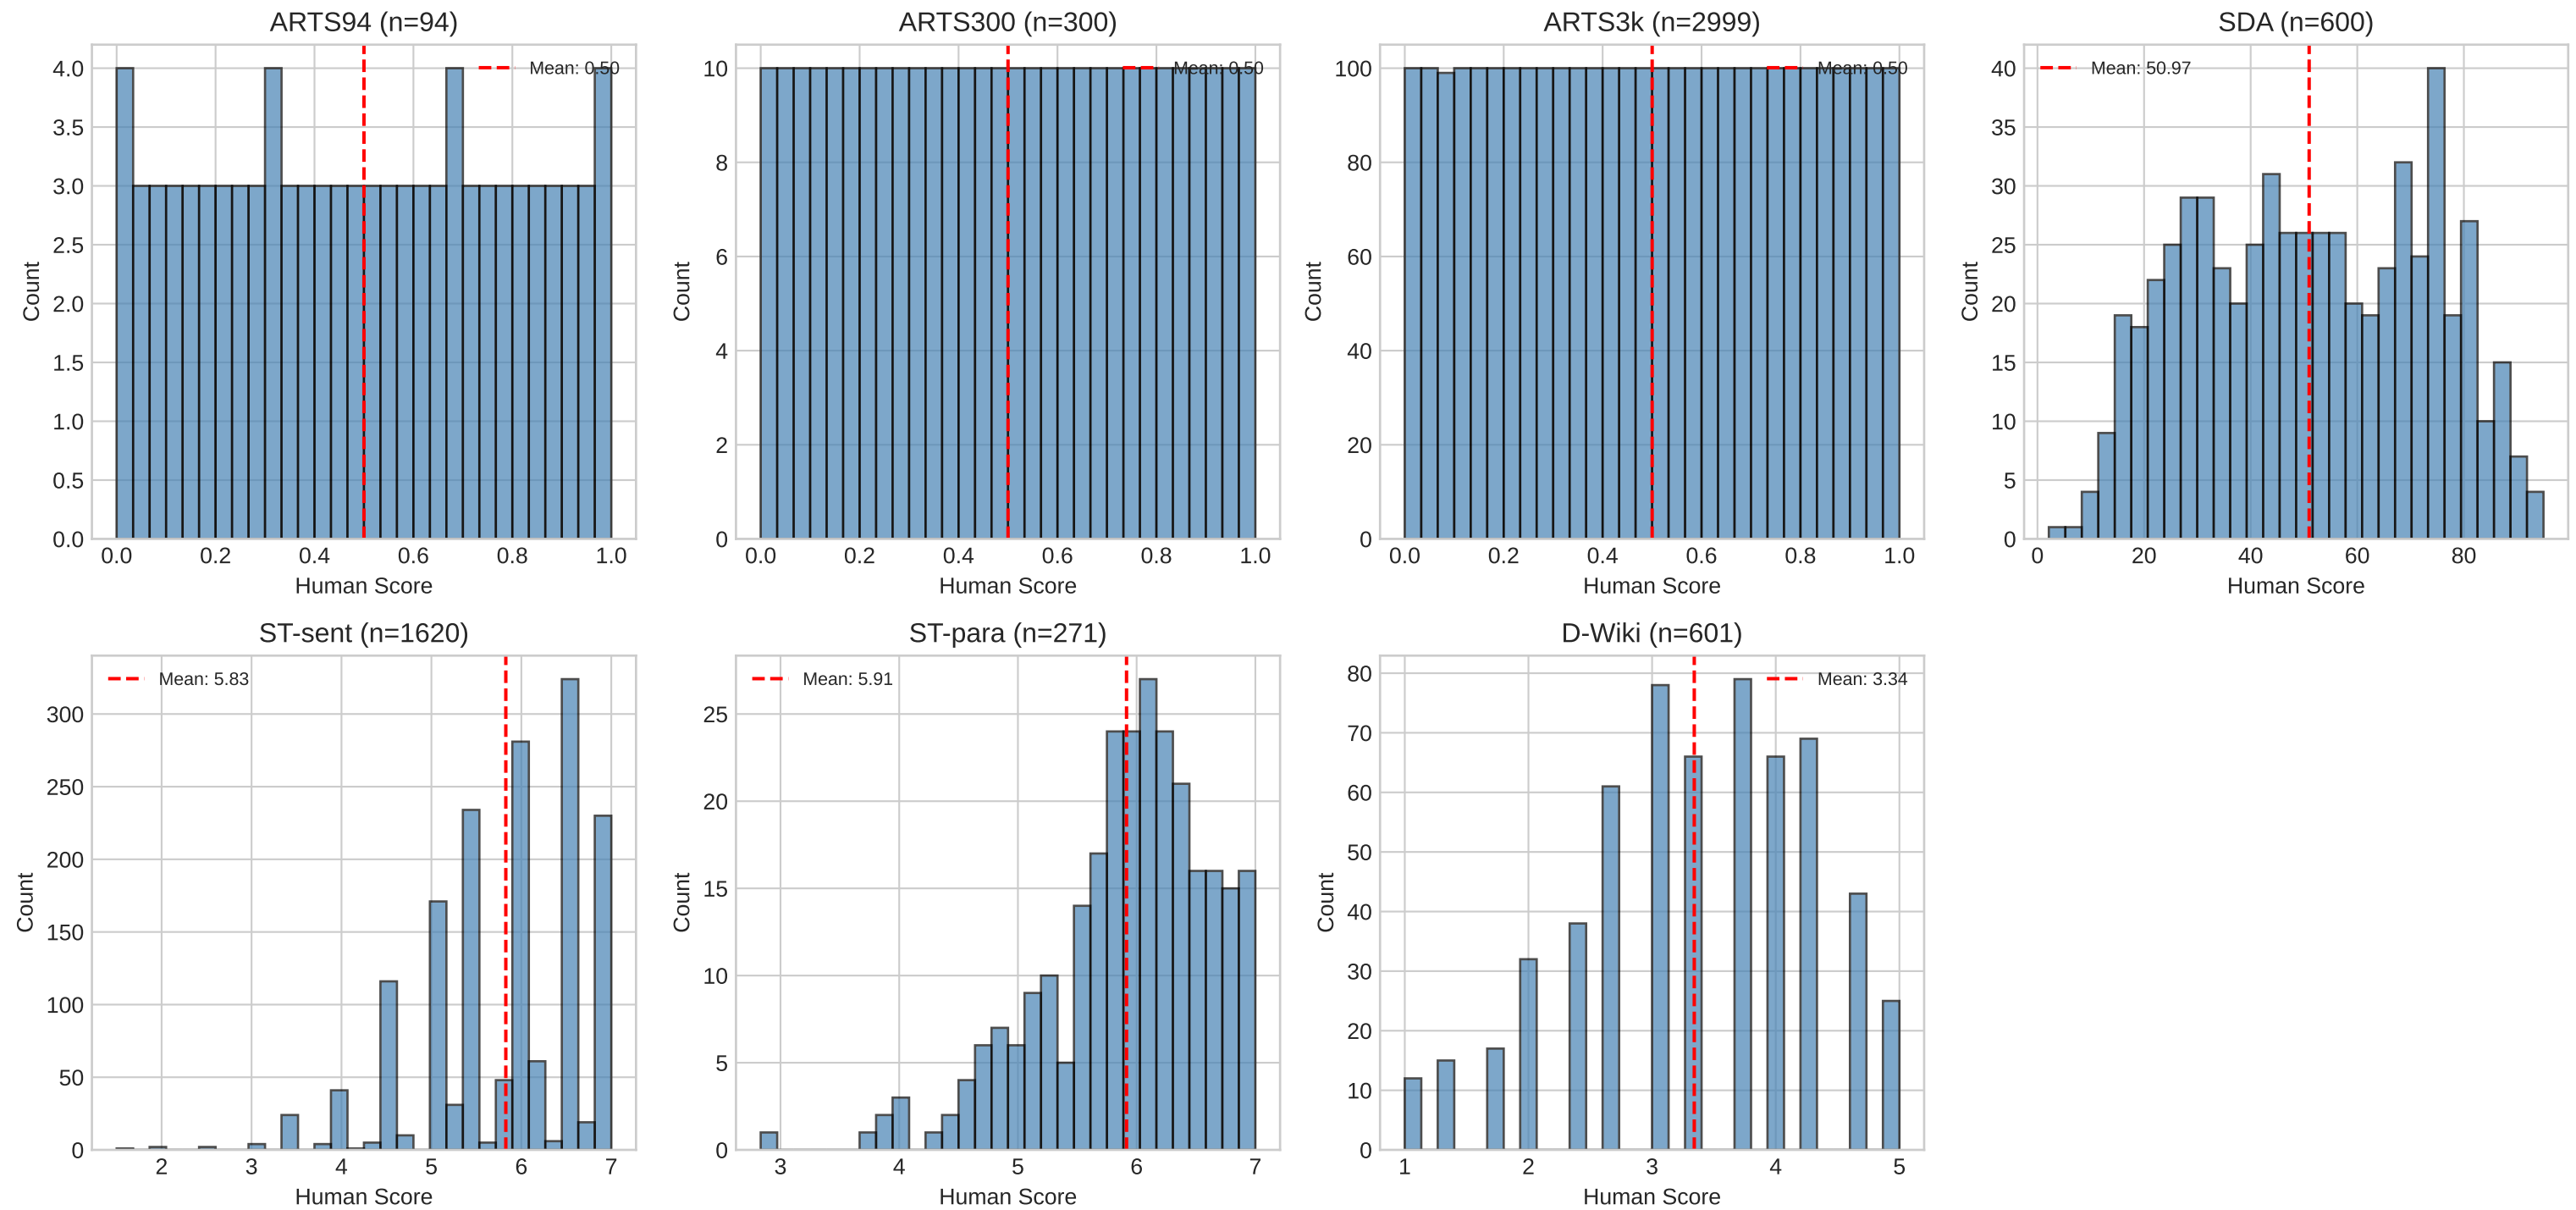 ARTS94 (n=94)
Mean: 0.50
4.0
3.5
3.0
2.5
2.0
1.5
1.0
0.5
0.0
Count
0.0 0.2 0.4 0.6 0.8 1.0
Human Score
ARTS300 (n=300)
Mean: 0.50
10
8
6
4
2
0
Count
0.0 0.2 0.4 0.6 0.8 1.0
Human Score
ARTS3k (n=2999)
Mean: 0.50
100
80
60
40
20
0
Count
0.0 0.2 0.4 0.6 0.8 1.0
Human Score
SDA (n=600)
Mean: 50.97
40
35
30
25
20
15
10
5
0
Count
0 20 40 60 80
Human Score
ST-sent (n=1620)
Mean: 5.83
300
250
200
150
100
50
0
Count
2 3 4 5 6 7
Human Score
ST-para (n=271)
Mean: 5.91
25
20
15
10
5
0
Count
3 4 5 6 7
Human Score
D-Wiki (n=601)
Mean: 3.34
80
70
60
50
40
30
20
10
0
Count
1 2 3 4 5
Human Score